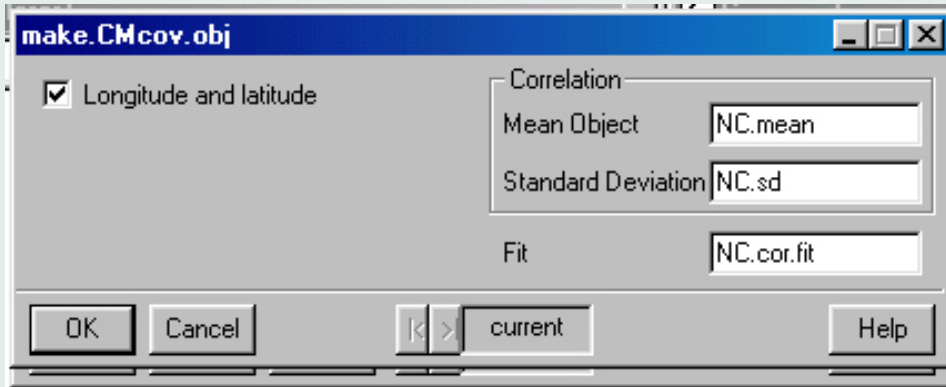 make.CMcov.obj
Longitude and latitude
Correlation
Mean Object NC.mean
Standard Deviation NC.sd
Fit NC.cor.fit
OK Cancel |< >| current Help